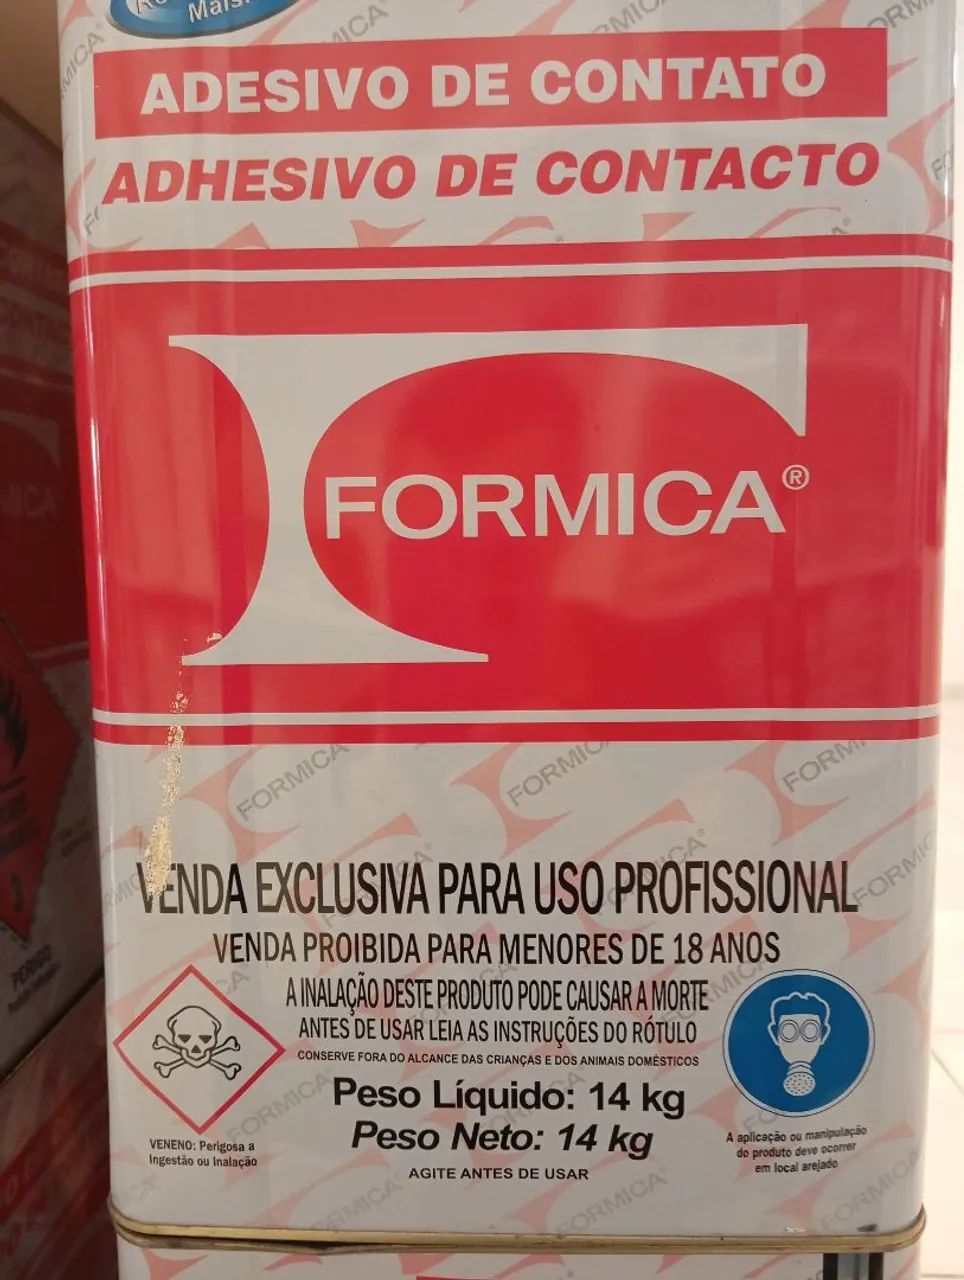 Mais.
ADESIVO DE CONTATO
ADHESIVO DE CONTACTO
FORMICA®
VENDA EXCLUSIVA PARA USO PROFISSIONAL
VENDA PROIBIDA PARA MENORES DE 18 ANOS
A INALAÇÃO DESTE PRODUTO PODE CAUSAR A MORTE
ANTES DE USAR LEIA AS INSTRUÇÕES DO RÓTULO
CONSERVE FORA DO ALCANCE DAS CRIANÇAS E DOS ANIMAIS DOMÉSTICOS
Peso Líquido: 14 kg
Peso Neto: 14 kg
AGITE ANTES DE USAR
VENENO: Perigosa a
Ingestão ou Inalação
A aplicação ou manipulação
do produto deve ocorrer
em local arejado
PERIGO
3